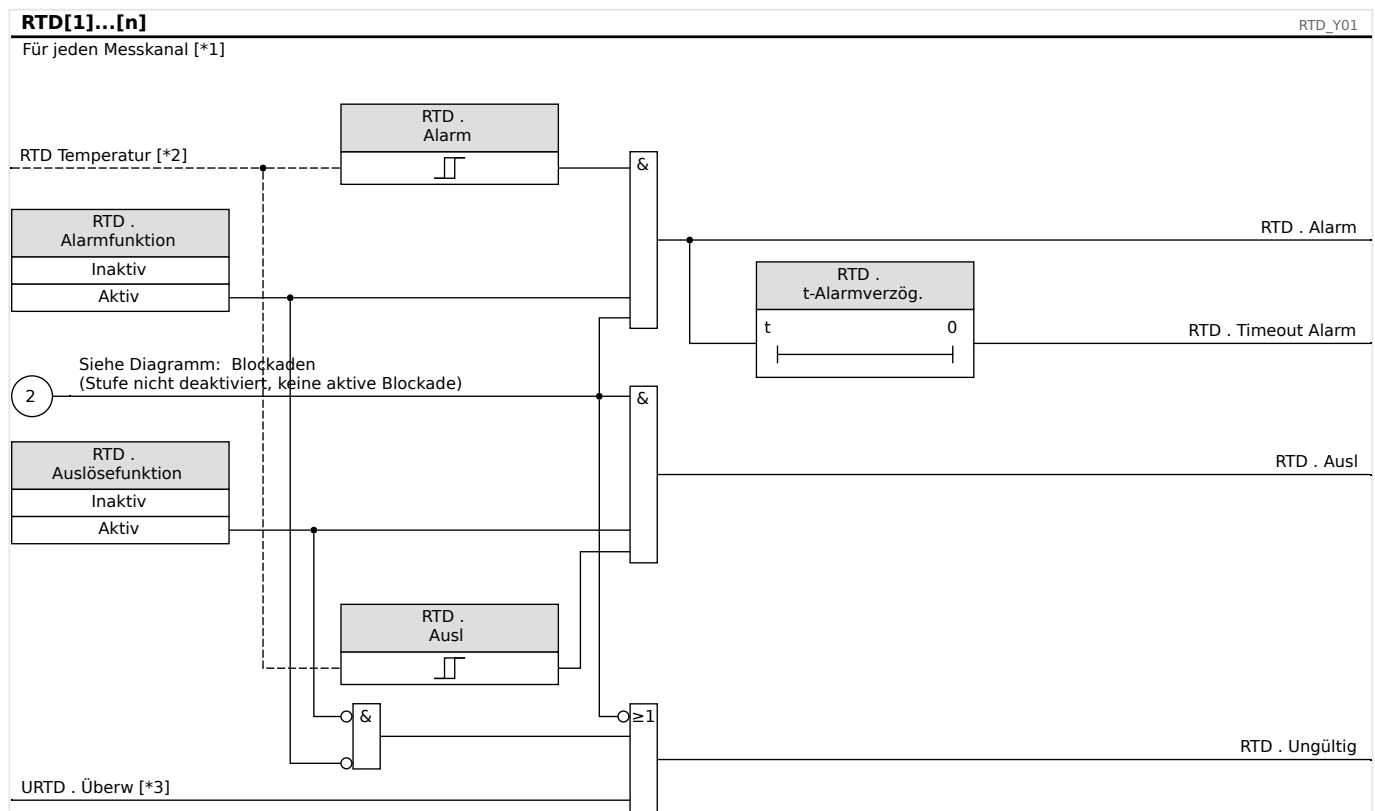 RTD[1]...[n]
RTD_Y01
Für jeden Messkanal [*1]
RTD .
Alarm
RTD Temperatur [*2]
&
RTD .
Alarmfunktion
Inaktiv
Aktiv
RTD . Alarm
RTD .
t-Alarmverzög.
t 0
RTD . Timeout Alarm
Siehe Diagramm: Blockaden
(Stufe nicht deaktiviert, keine aktive Blockade)
2
&
RTD .
Auslösefunktion
Inaktiv
Aktiv
RTD . Ausl
RTD .
Ausl
&
≥1
RTD . Ungültig
URTD . Überw [*3]